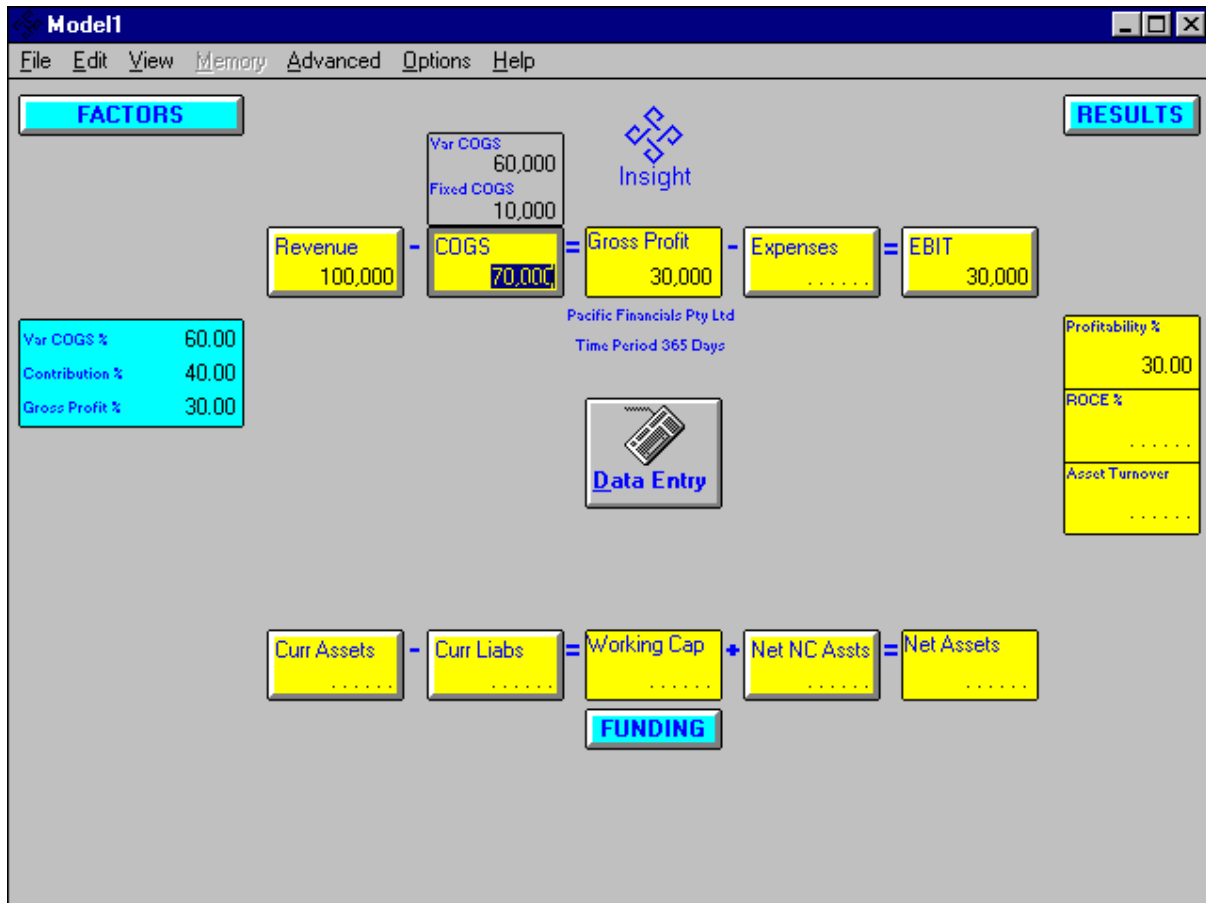 Model1
File Edit View Memory Advanced Options Help
FACTORS
RESULTS
Var COGS
60,000
Fixed COGS
10,000
Insight
Revenue
100,000
-
COGS
70,000
=
Gross Profit
30,000
-
Expenses
......
=
EBIT
30,000
Pacific Financials Pty Ltd
Time Period 365 Days
Var COGS % 60.00
Contribution % 40.00
Gross Profit % 30.00
Profitability %
30.00
ROCE %
......
Asset Turnover
......
Data Entry
Curr Assets
......
-
Curr Liabs
......
=
Working Cap
......
+
Net NC Assts
......
=
Net Assets
......
FUNDING